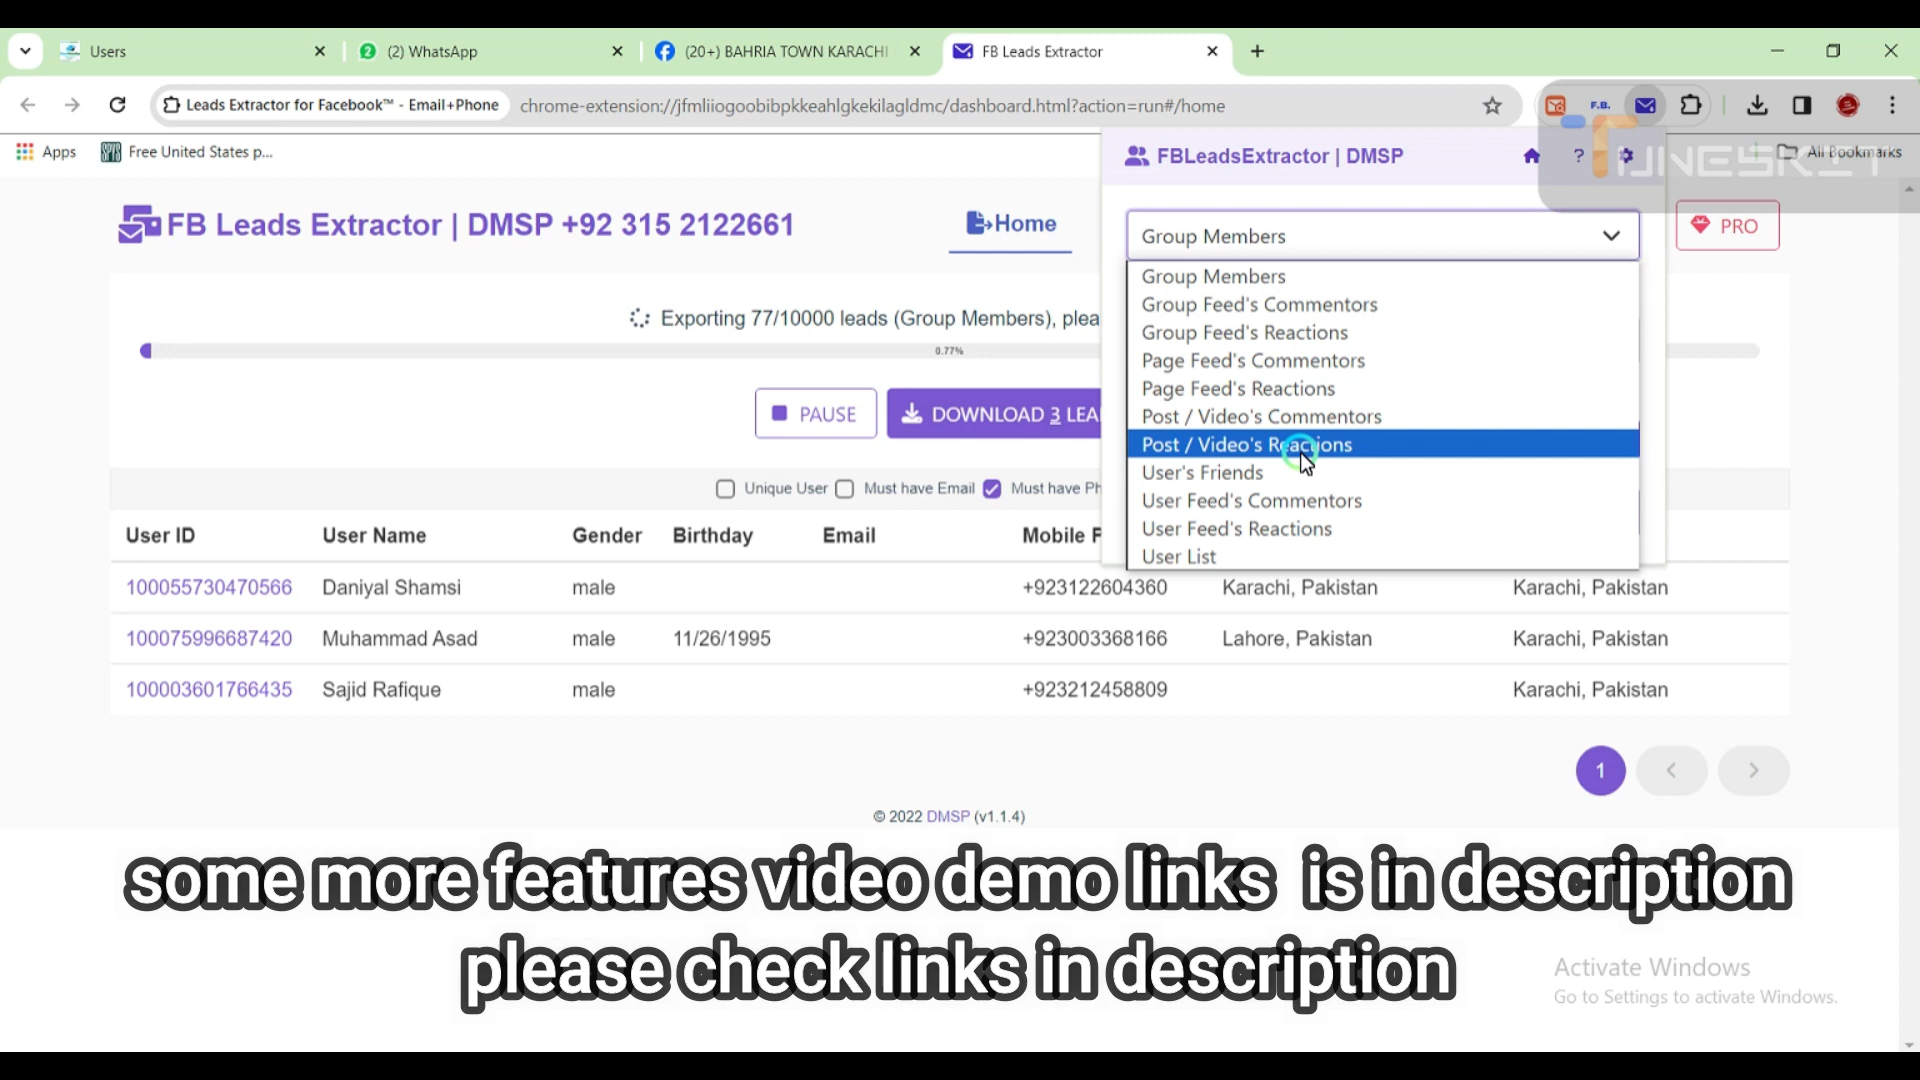 Users
2 (2) WhatsApp
(20+) BAHRIA TOWN KARACHI
FB Leads Extractor
Leads Extractor for Facebook™ - Email+Phone
chrome-extension://jfmliiogoobibpkkeahlgkekilagldmc/dashboard.html?action=run#/home
F.B.
Apps
Free United States p...
All Bookmarks
TUNESKIT
FBLeadsExtractor | DMSP
?
FB Leads Extractor | DMSP +92 315 2122661
Home
PRO
Group Members
Group Members
Group Feed's Commentors
Group Feed's Reactions
Page Feed's Commentors
Page Feed's Reactions
Post / Video's Commentors
Post / Video's Reactions
User's Friends
User Feed's Commentors
User Feed's Reactions
User List
Exporting 77/10000 leads (Group Members), plea
0.77%
PAUSE
DOWNLOAD 3 LEA
Unique User Must have Email Must have Ph
User ID User Name Gender Birthday Email Mobile P
100055730470566 Daniyal Shamsi male +923122604360 Karachi, Pakistan Karachi, Pakistan
100075996687420 Muhammad Asad male 11/26/1995 +923003368166 Lahore, Pakistan Karachi, Pakistan
100003601766435 Sajid Rafique male +923212458809 Karachi, Pakistan
1
© 2022 DMSP (v1.1.4)
some more features video demo links is in description
please check links in description
Activate Windows
Go to Settings to activate Windows.